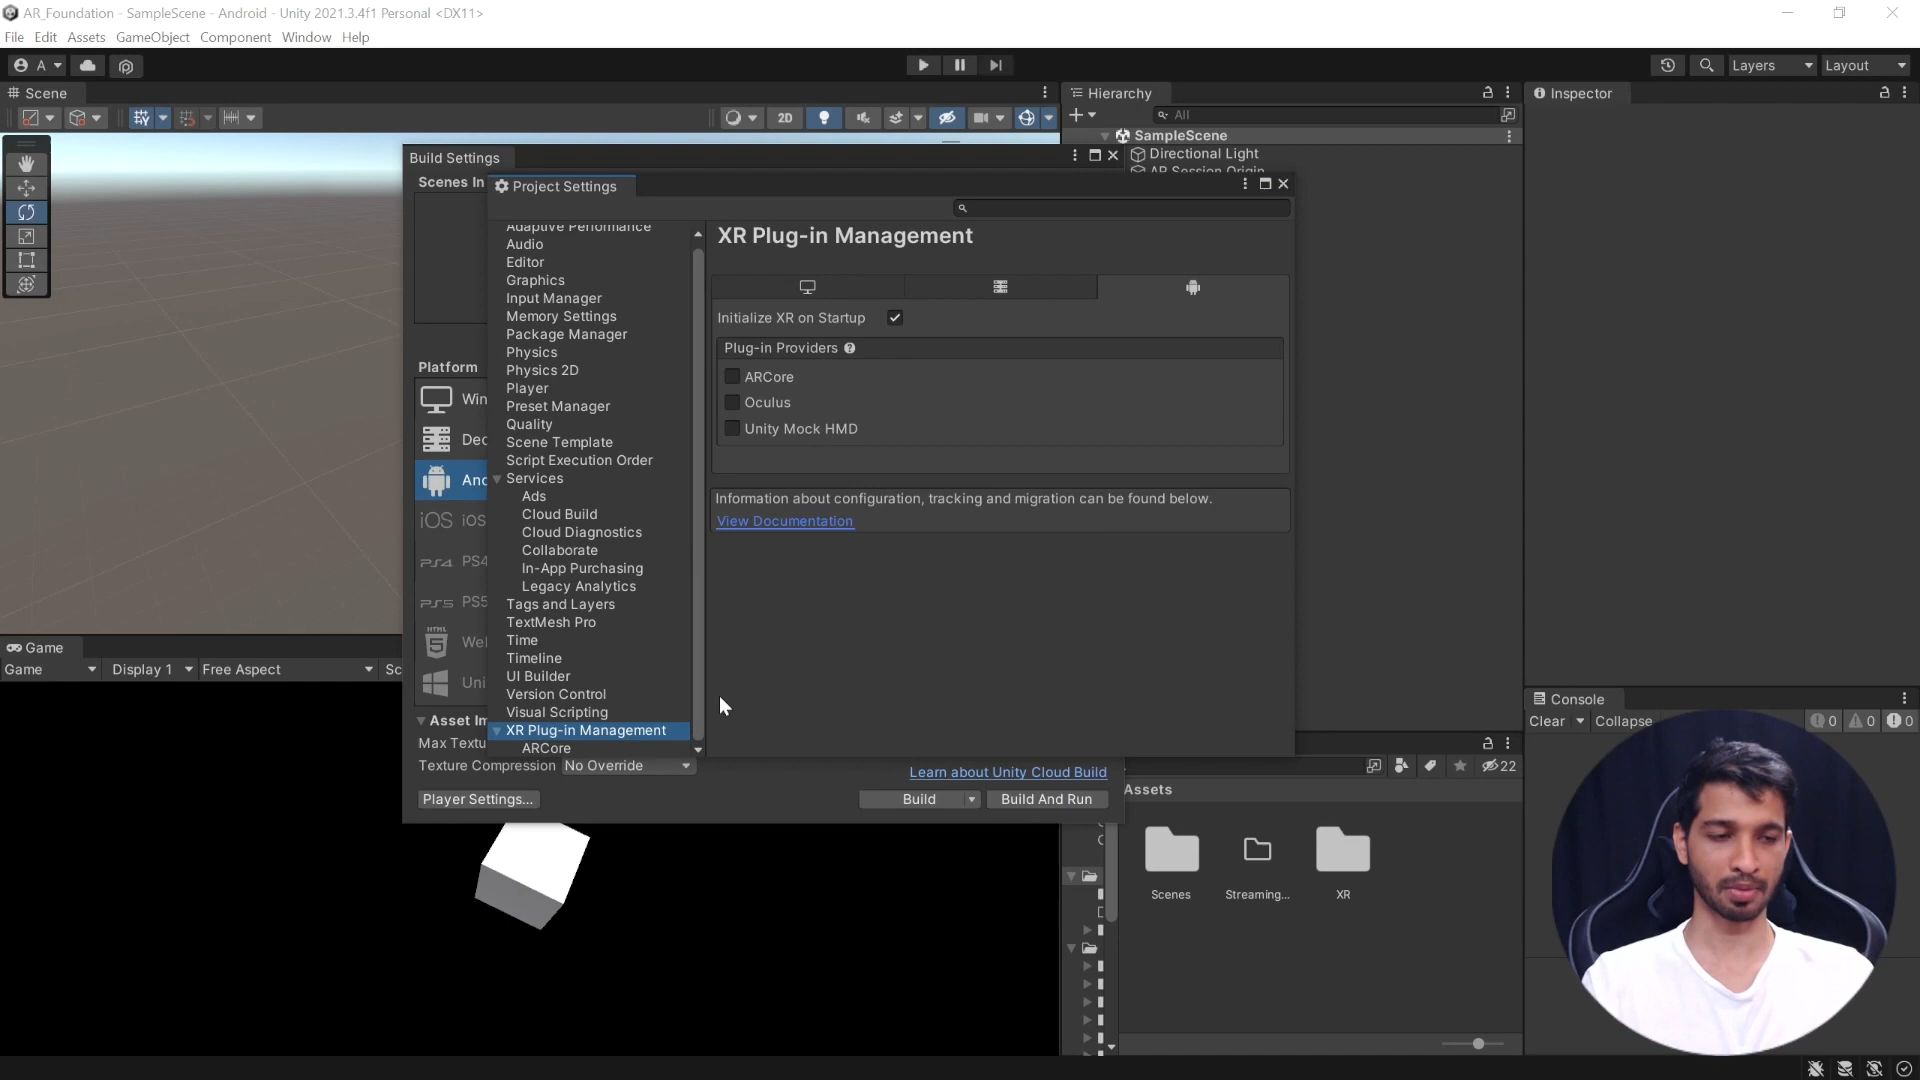 AR_Foundation - SampleScene - Android - Unity 2021.3.4f1 Personal <DX11>
File Edit Assets GameObject Component Window Help
A
Layers
Layout
Scene
2D
Hierarchy
All
SampleScene
Directional Light
AR Session Origin
Inspector
Build Settings
Scenes In
Platform
Win
Dec
And
iOS iOS
PS4 PS4
PS5 PS5
HTML
5
We
Uni
Asset Im
Max Textu
Texture Compression No Override
Player Settings...
Learn about Unity Cloud Build
Build
Build And Run
Project Settings
Adaptive Performance
Audio
Editor
Graphics
Input Manager
Memory Settings
Package Manager
Physics
Physics 2D
Player
Preset Manager
Quality
Scene Template
Script Execution Order
Services
Ads
Cloud Build
Cloud Diagnostics
Collaborate
In-App Purchasing
Legacy Analytics
Tags and Layers
TextMesh Pro
Time
Timeline
UI Builder
Version Control
Visual Scripting
XR Plug-in Management
ARCore
XR Plug-in Management
Initialize XR on Startup
Plug-in Providers ?
ARCore
Oculus
Unity Mock HMD
Information about configuration, tracking and migration can be found below.
View Documentation
Game
Game Display 1 Free Aspect Sc
22
Assets
Scenes
Streaming...
XR
Console
Clear Collapse
0 0 0